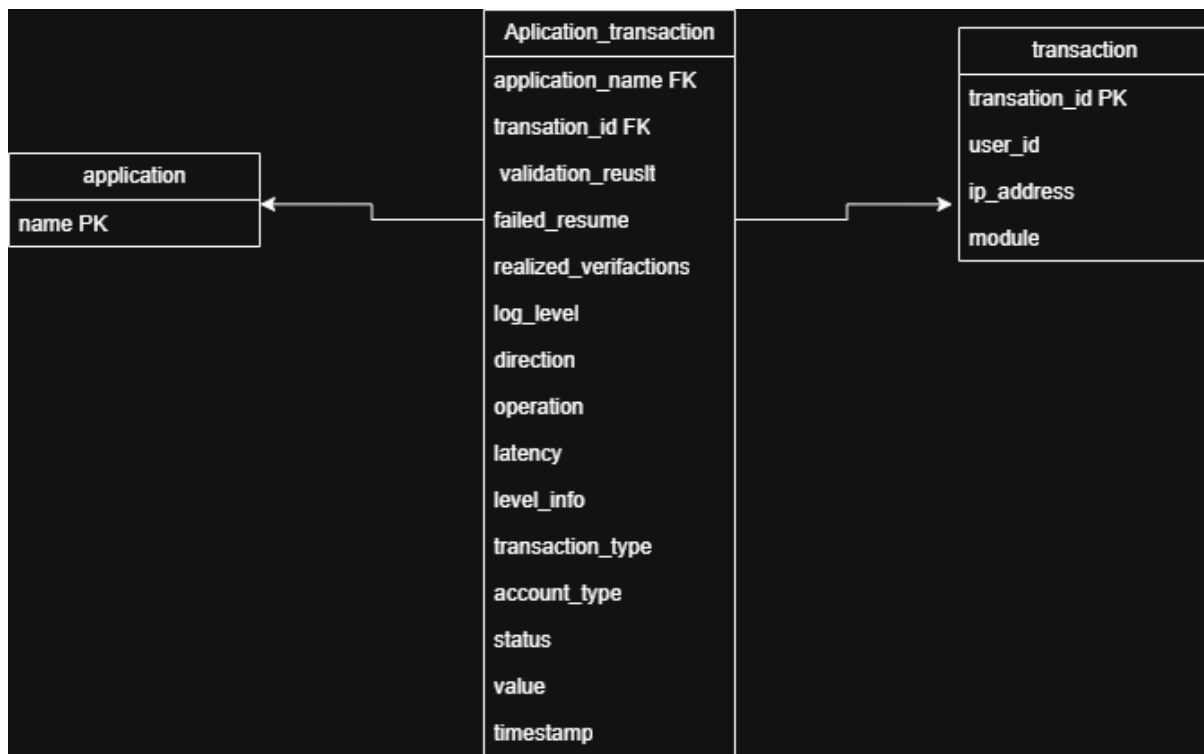 application
name PK
Aplication_transaction
application_name FK
transation_id FK
validation_reuslt
failed_resume
realized_verifactions
log_level
direction
operation
latency
level_info
transaction_type
account_type
status
value
timestamp
transaction
transation_id PK
user_id
ip_address
module